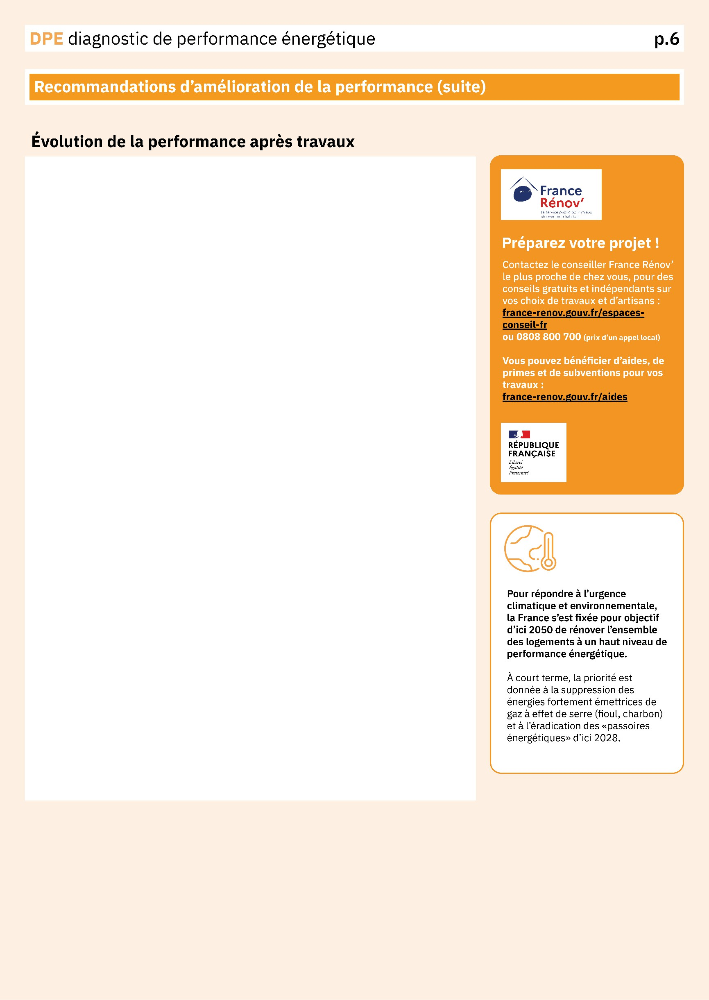 DPE diagnostic de performance énergétique
p.6
Recommandations d’amélioration de la performance (suite)
Évolution de la performance après travaux
France
Rénov’
Le service public pour mieux
rénover mon habitat
Préparez votre projet !
Contactez le conseiller France Rénov’
le plus proche de chez vous, pour des
conseils gratuits et indépendants sur
vos choix de travaux et d’artisans :
france-renov.gouv.fr/espaces-
conseil-fr
ou 0808 800 700 (prix d’un appel local)
Vous pouvez bénéficier d’aides, de
primes et de subventions pour vos
travaux :
france-renov.gouv.fr/aides
RÉPUBLIQUE
FRANÇAISE
Liberté
Égalité
Fraternité
Pour répondre à l’urgence
climatique et environnementale,
la France s’est fixée pour objectif
d’ici 2050 de rénover l’ensemble
des logements à un haut niveau de
performance énergétique.
À court terme, la priorité est
donnée à la suppression des
énergies fortement émettrices de
gaz à effet de serre (fioul, charbon)
et à l’éradication des «passoires
énergétiques» d’ici 2028.